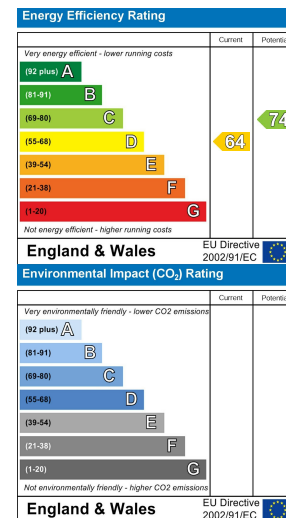 Energy Efficiency Rating
Current Potentia
Very energy efficient - lower running costs
(92 plus) A
(81-91) B
(69-80) C
74
(55-68) D
64
(39-54) E
(21-38) F
(1-20) G
Not energy efficient - higher running costs
England & Wales
EU Directive
2002/91/EC
Environmental Impact (CO₂) Rating
Current Potentia
Very environmentally friendly - lower CO2 emissions
(92 plus) A
(81-91) B
(69-80) C
(55-68) D
(39-54) E
(21-38) F
(1-20) G
Not environmentally friendly - higher CO2 emissions
England & Wales
EU Directive
2002/91/EC